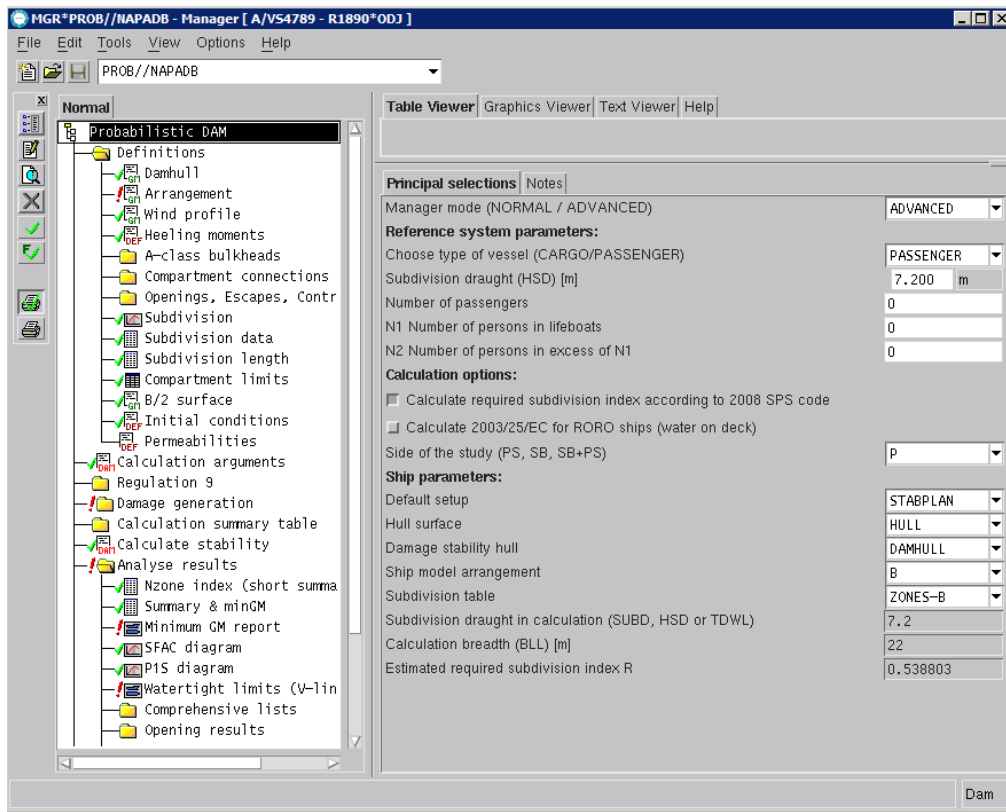 MGR*PROB//NAPADB - Manager [ A/VS4789 - R1890*ODJ ]
File Edit Tools View Options Help
PROB//NAPADB
Normal
Probabilistic DAM
Definitions
GM Damhull
GM Arrangement
GM Wind profile
DEF Heeling moments
A-class bulkheads
Compartment connections
Openings, Escapes, Contr
Subdivision
Subdivision data
Subdivision length
Compartment limits
GM B/2 surface
DEF Initial conditions
DEF Permeabilities
DAM Calculation arguments
Regulation 9
Damage generation
Calculation summary table
DAM Calculate stability
Analyse results
Nzone index (short summa
Summary & minGM
Minimum GM report
SFAC diagram
P1S diagram
Watertight limits (V-lin
Comprehensive lists
Opening results
Table Viewer Graphics Viewer Text Viewer Help
Principal selections Notes
Manager mode (NORMAL / ADVANCED) ADVANCED
Reference system parameters:
Choose type of vessel (CARGO/PASSENGER) PASSENGER
Subdivision draught (HSD) [m] 7.200 m
Number of passengers 0
N1 Number of persons in lifeboats 0
N2 Number of persons in excess of N1 0
Calculation options:
Calculate required subdivision index according to 2008 SPS code
Calculate 2003/25/EC for RORO ships (water on deck)
Side of the study (PS, SB, SB+PS) P
Ship parameters:
Default setup STABPLAN
Hull surface HULL
Damage stability hull DAMHULL
Ship model arrangement B
Subdivision table ZONES-B
Subdivision draught in calculation (SUBD, HSD or TDWL) 7.2
Calculation breadth (BLL) [m] 22
Estimated required subdivision index R 0.538803
Dam